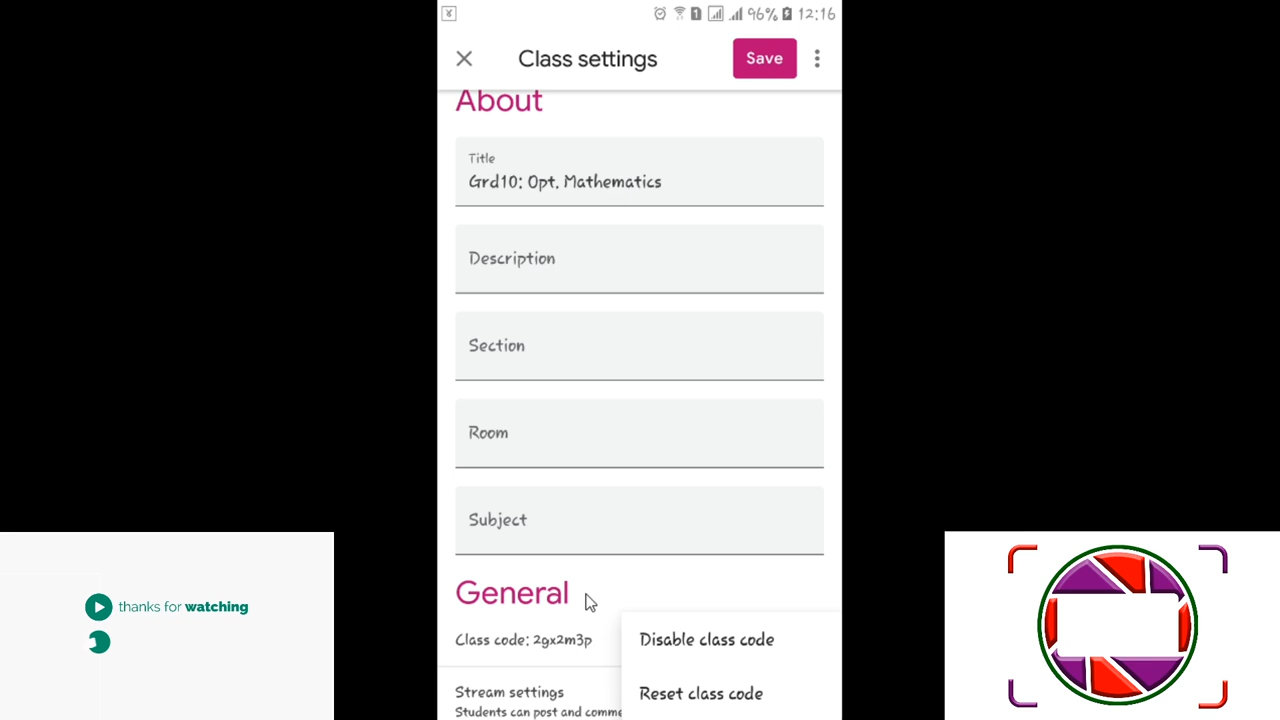 96% 12:16
Class settings
Save
About
Title
Grd10: Opt. Mathematics
Description
Section
Room
Subject
General
Class code: 2gx2m3p
Disable class code
Stream settings
Reset class code
Students can post and comme
thanks for watching